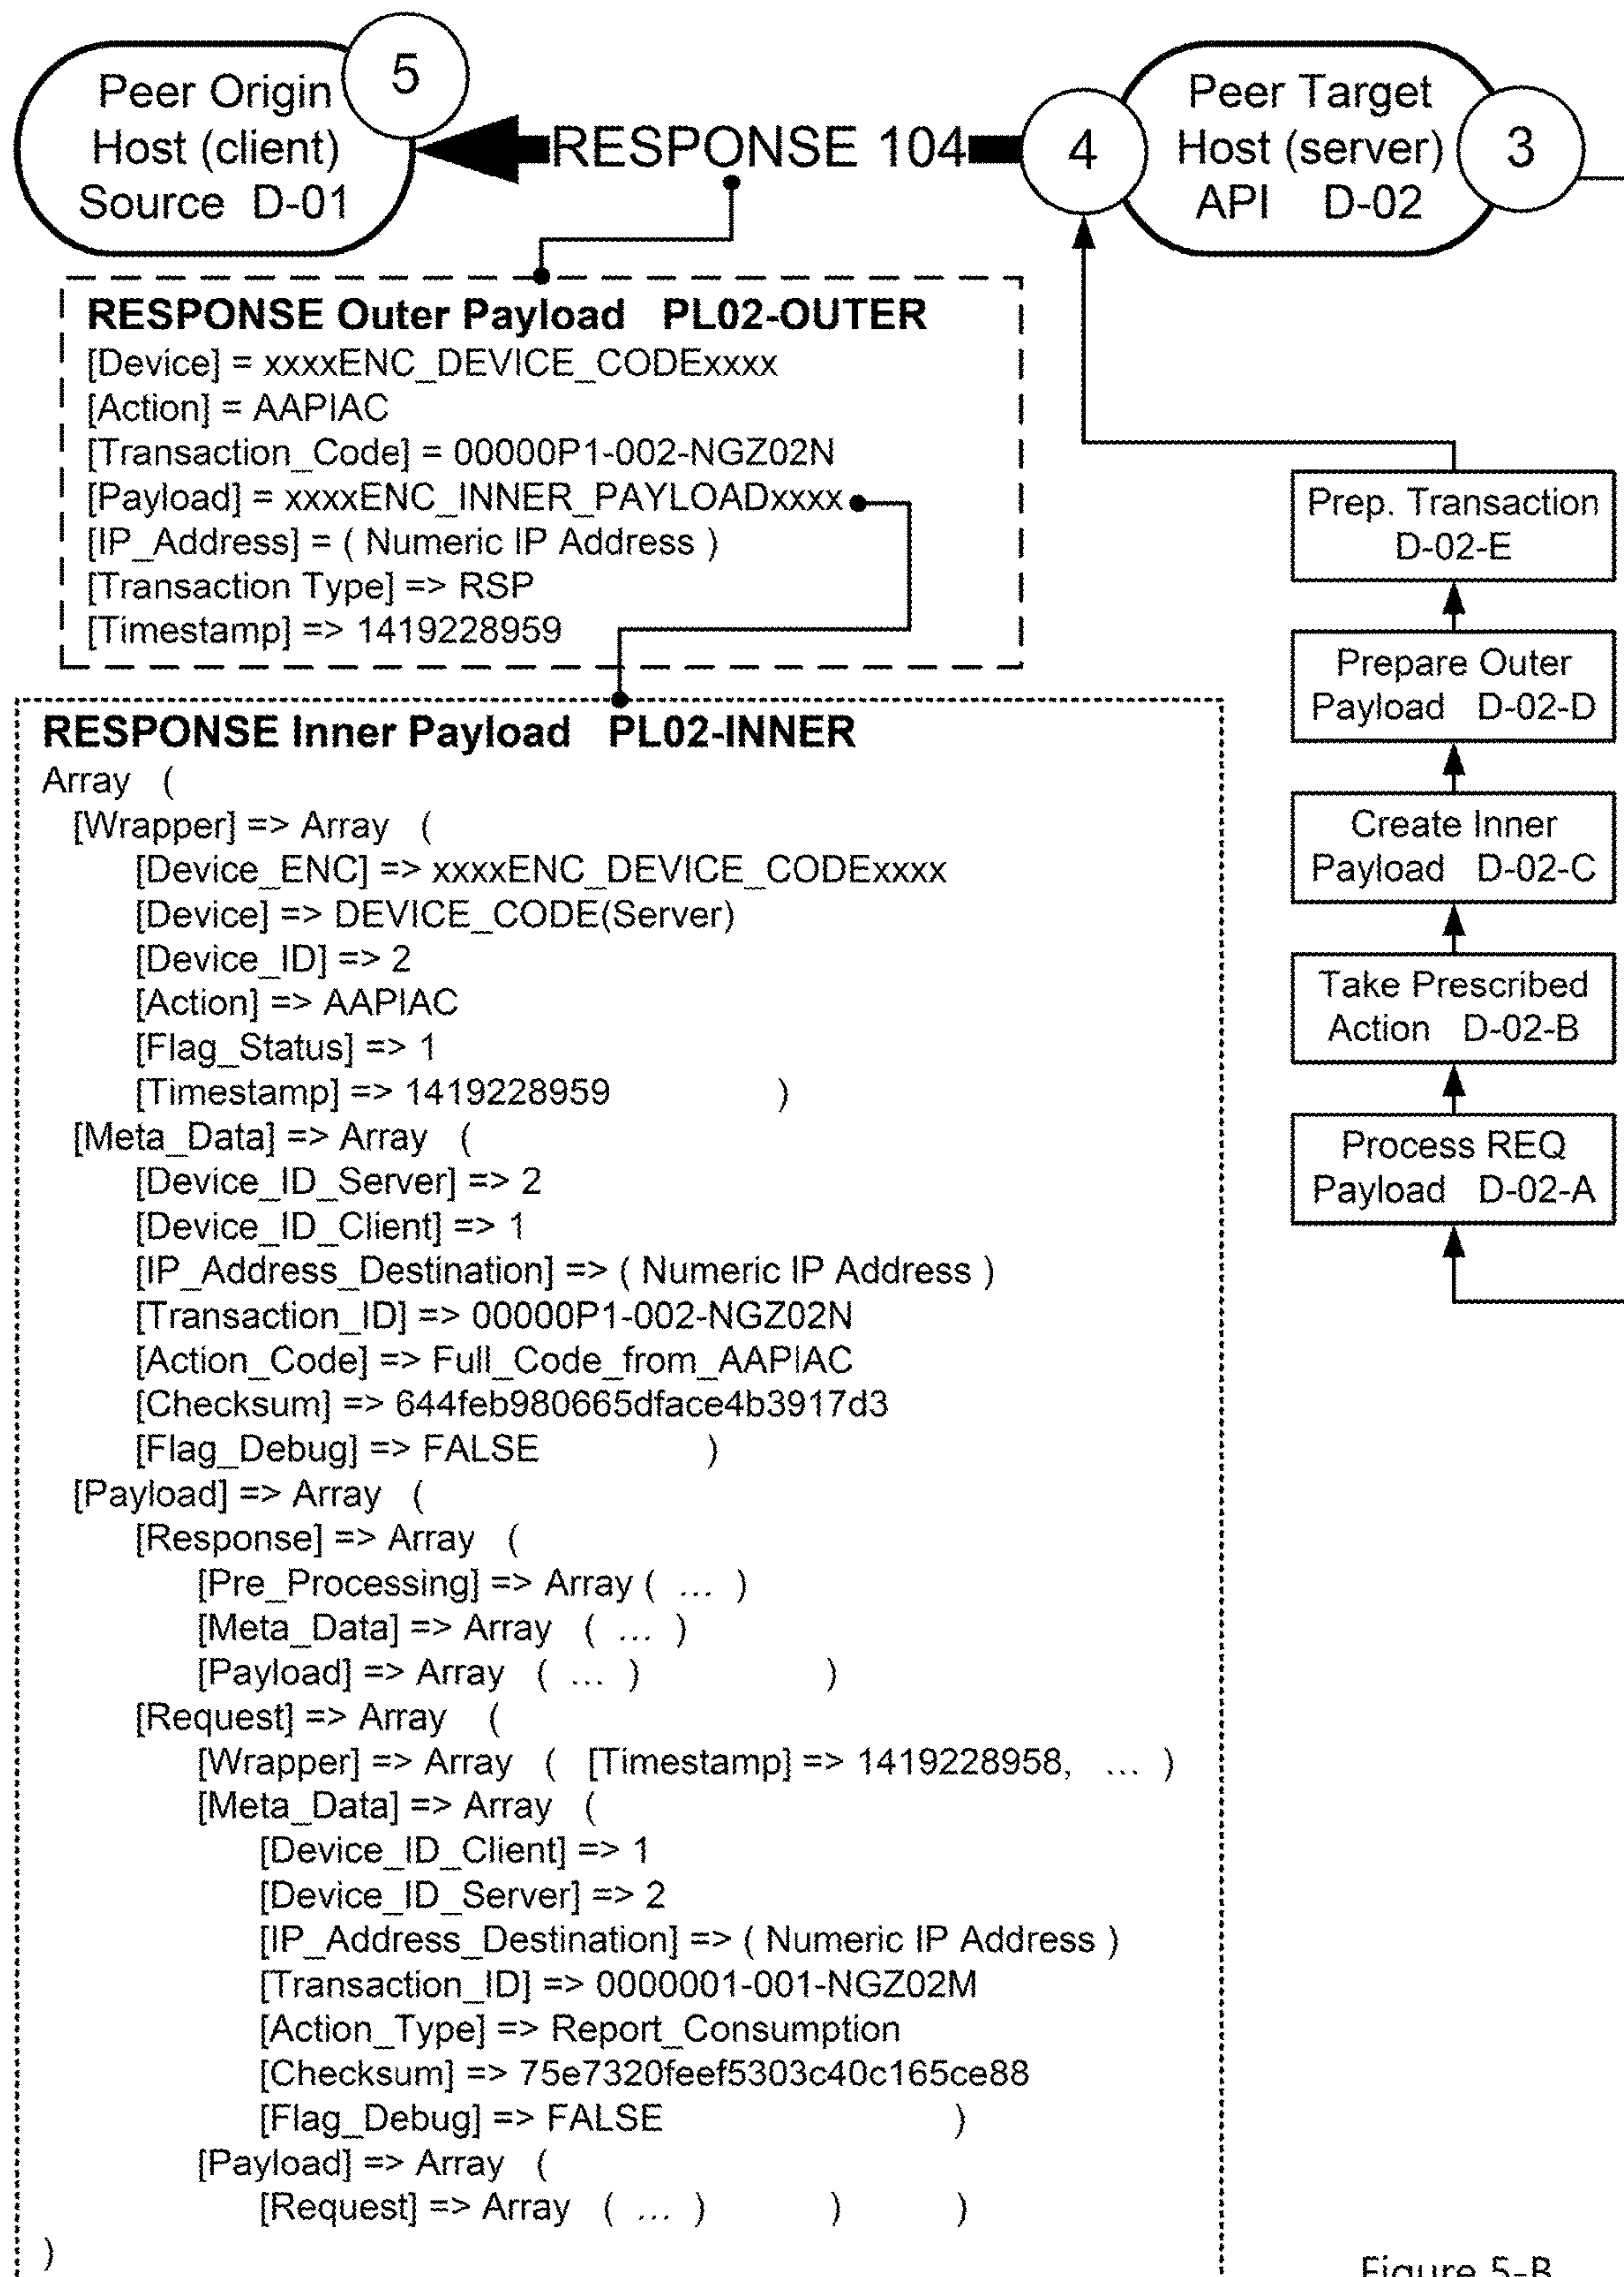 Peer Origin
Host (client)
Source D-01
5
RESPONSE 104
4
Peer Target
Host (server)
API D-02
3
RESPONSE Outer Payload PL02-OUTER
[Device] = xxxxENC_DEVICE_CODExxxx
[Action] = AAPIAC
[Transaction_Code] = 00000P1-002-NGZ02N
[Payload] = xxxxENC_INNER_PAYLOADxxxx
[IP_Address] = ( Numeric IP Address )
[Transaction Type] => RSP
[Timestamp] => 1419228959
RESPONSE Inner Payload PL02-INNER
Array (
[Wrapper] => Array (
[Device_ENC] => xxxxENC_DEVICE_CODExxxx
[Device] => DEVICE_CODE(Server)
[Device_ID] => 2
[Action] => AAPIAC
[Flag_Status] => 1
[Timestamp] => 1419228959 )
[Meta_Data] => Array (
[Device_ID_Server] => 2
[Device_ID_Client] => 1
[IP_Address_Destination] => ( Numeric IP Address )
[Transaction_ID] => 00000P1-002-NGZ02N
[Action_Code] => Full_Code_from_AAPIAC
[Checksum] => 644feb980665dface4b3917d3
[Flag_Debug] => FALSE )
[Payload] => Array (
[Response] => Array (
[Pre_Processing] => Array ( ... )
[Meta_Data] => Array ( ... )
[Payload] => Array ( ... ) )
[Request] => Array (
[Wrapper] => Array ( [Timestamp] => 1419228958, ... )
[Meta_Data] => Array (
[Device_ID_Client] => 1
[Device_ID_Server] => 2
[IP_Address_Destination] => ( Numeric IP Address )
[Transaction_ID] => 0000001-001-NGZ02M
[Action_Type] => Report_Consumption
[Checksum] => 75e7320feef5303c40c165ce88
[Flag_Debug] => FALSE )
[Payload] => Array (
[Request] => Array ( ... ) ) )
)
Prep. Transaction
D-02-E
Prepare Outer
Payload D-02-D
Create Inner
Payload D-02-C
Take Prescribed
Action D-02-B
Process REQ
Payload D-02-A
Figure 5-B